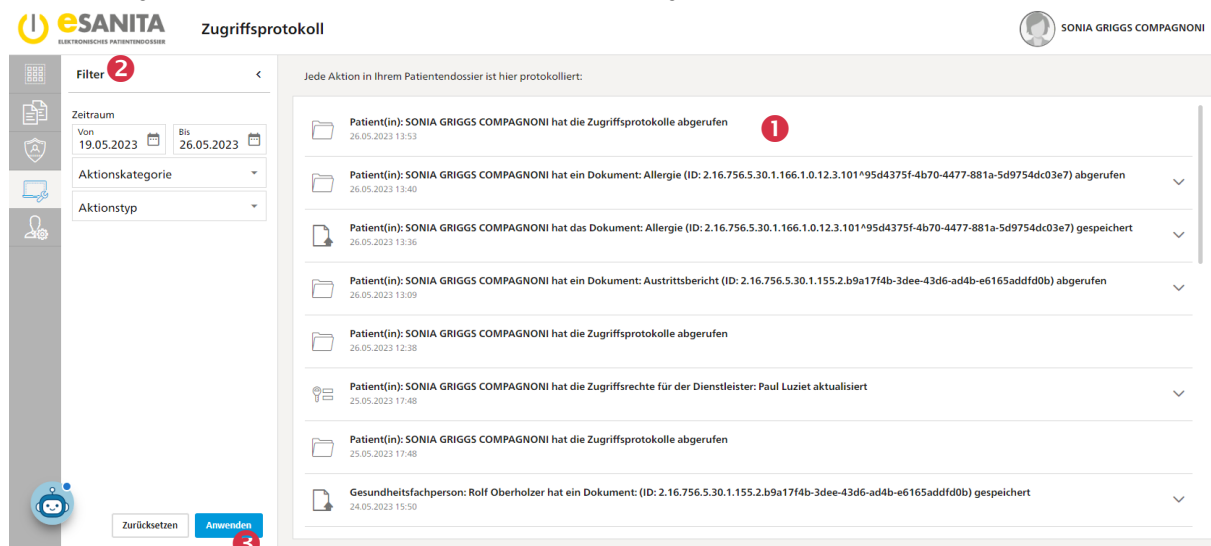 eSANITA
ELEKTRONISCHES PATIENTENDOSSIER
Zugriffsprotokoll
SONIA GRIGGS COMPAGNONI
Filter 2
Zeitraum
Von
19.05.2023
Bis
26.05.2023
Aktionskategorie
Aktionstyp
Zurücksetzen
Anwenden
3
Jede Aktion in Ihrem Patientendossier ist hier protokolliert:
1
Patient(in): SONIA GRIGGS COMPAGNONI hat die Zugriffsprotokolle abgerufen
26.05.2023 13:53
Patient(in): SONIA GRIGGS COMPAGNONI hat ein Dokument: Allergie (ID: 2.16.756.5.30.1.166.1.0.12.3.101^95d4375f-4b70-4477-881a-5d9754dc03e7) abgerufen
26.05.2023 13:40
Patient(in): SONIA GRIGGS COMPAGNONI hat das Dokument: Allergie (ID: 2.16.756.5.30.1.166.1.0.12.3.101^95d4375f-4b70-4477-881a-5d9754dc03e7) gespeichert
26.05.2023 13:36
Patient(in): SONIA GRIGGS COMPAGNONI hat ein Dokument: Austrittsbericht (ID: 2.16.756.5.30.1.155.2.b9a17f4b-3dee-43d6-ad4b-e6165addfd0b) abgerufen
26.05.2023 13:09
Patient(in): SONIA GRIGGS COMPAGNONI hat die Zugriffsprotokolle abgerufen
26.05.2023 12:38
Patient(in): SONIA GRIGGS COMPAGNONI hat die Zugriffsrechte für der Dienstleister: Paul Luziet aktualisiert
25.05.2023 17:48
Patient(in): SONIA GRIGGS COMPAGNONI hat die Zugriffsprotokolle abgerufen
25.05.2023 17:48
Gesundheitsfachperson: Rolf Oberholzer hat ein Dokument: (ID: 2.16.756.5.30.1.155.2.b9a17f4b-3dee-43d6-ad4b-e6165addfd0b) gespeichert
24.05.2023 15:50